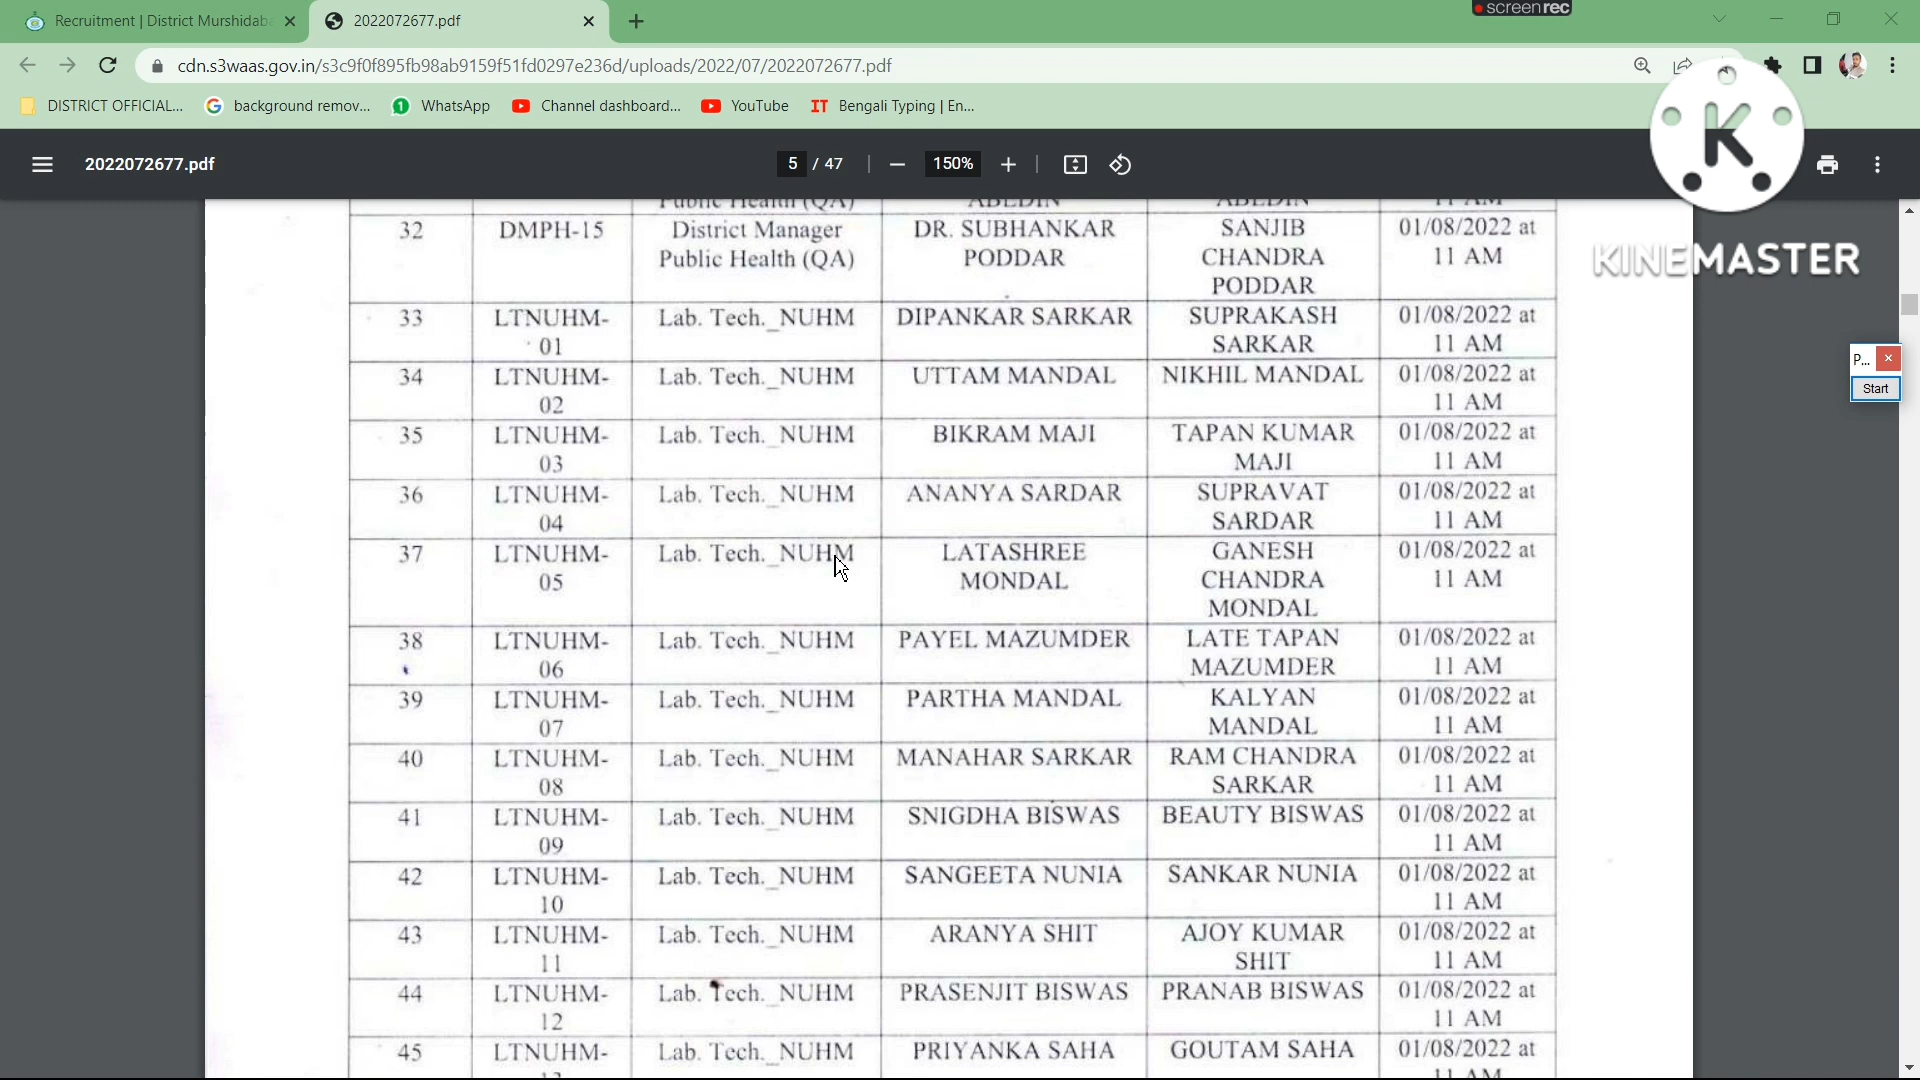 screenrec
Recruitment | District Murshidaba
2022072677.pdf
cdn.s3waas.gov.in/s3c9f0f895fb98ab9159f51fd0297e236d/uploads/2022/07/2022072677.pdf
DISTRICT OFFICIAL... background remov... WhatsApp Channel dashboard... YouTube IT Bengali Typing | En...
2022072677.pdf 5 / 47 150%
K
KINEMASTER
P...
Start
Public Health (QA) ABEDIN ABEDIN 11 AM
32 DMPH-15 District Manager DR. SUBHANKAR SANJIB 01/08/2022 at
Public Health (QA) PODDAR CHANDRA 11 AM
PODDAR
33 LTNUHM- Lab. Tech._NUHM DIPANKAR SARKAR SUPRAKASH 01/08/2022 at
01 SARKAR 11 AM
34 LTNUHM- Lab. Tech._NUHM UTTAM MANDAL NIKHIL MANDAL 01/08/2022 at
02 11 AM
35 LTNUHM- Lab. Tech._NUHM BIKRAM MAJI TAPAN KUMAR 01/08/2022 at
03 MAJI 11 AM
36 LTNUHM- Lab. Tech._NUHM ANANYA SARDAR SUPRAVAT 01/08/2022 at
04 SARDAR 11 AM
37 LTNUHM- Lab. Tech._NUHM LATASHREE GANESH 01/08/2022 at
05 MONDAL CHANDRA 11 AM
MONDAL
38 LTNUHM- Lab. Tech._NUHM PAYEL MAZUMDER LATE TAPAN 01/08/2022 at
06 MAZUMDER 11 AM
39 LTNUHM- Lab. Tech._NUHM PARTHA MANDAL KALYAN 01/08/2022 at
07 MANDAL 11 AM
40 LTNUHM- Lab. Tech._NUHM MANAHAR SARKAR RAM CHANDRA 01/08/2022 at
08 SARKAR 11 AM
41 LTNUHM- Lab. Tech._NUHM SNIGDHA BISWAS BEAUTY BISWAS 01/08/2022 at
09 11 AM
42 LTNUHM- Lab. Tech._NUHM SANGEETA NUNIA SANKAR NUNIA 01/08/2022 at
10 11 AM
43 LTNUHM- Lab. Tech._NUHM ARANYA SHIT AJOY KUMAR 01/08/2022 at
11 SHIT 11 AM
44 LTNUHM- Lab. Tech._NUHM PRASENJIT BISWAS PRANAB BISWAS 01/08/2022 at
12 11 AM
45 LTNUHM- Lab. Tech._NUHM PRIYANKA SAHA GOUTAM SAHA 01/08/2022 at
11 AM